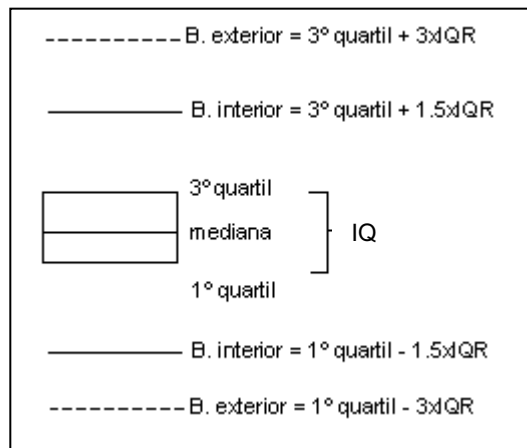 B. exterior = 3º quartil + 3xIQR
B. interior = 3º quartil + 1.5xIQR
3º quartil
mediana
IQ
1º quartil
B. interior = 1º quartil - 1.5xIQR
B. exterior = 1º quartil - 3xIQR